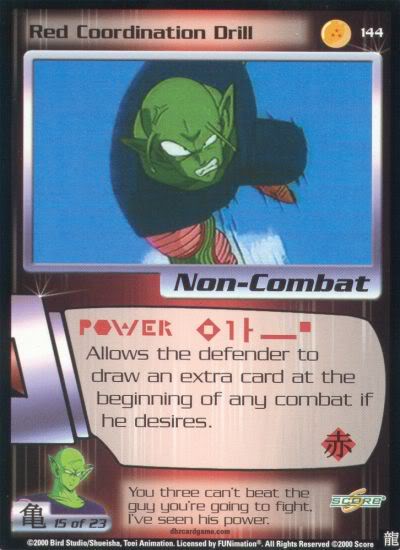 Red Coordination Drill
144
Non-Combat
POWER
Allows the defender to
draw an extra card at the
beginning of any combat if
he desires.
赤
You three can't beat the
guy you're going to fight.
I've seen his power.
SCORE
亀 15 of 23
dhrcardgame.com
龍
©2000 Bird Studio/Shueisha, Toei Animation. Licensed by FUNimation®. All Rights Reserved ©2000 Score